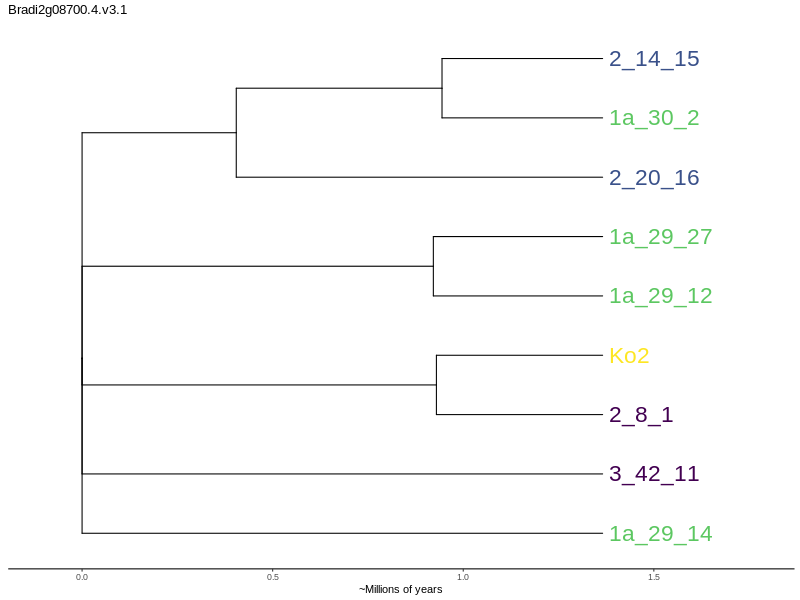 Bradi2g08700.4.v3.1
2_14_15
1a_30_2
2_20_16
1a_29_27
1a_29_12
Ko2
2_8_1
3_42_11
1a_29_14
0.0 0.5 1.0 1.5
~Millions of years